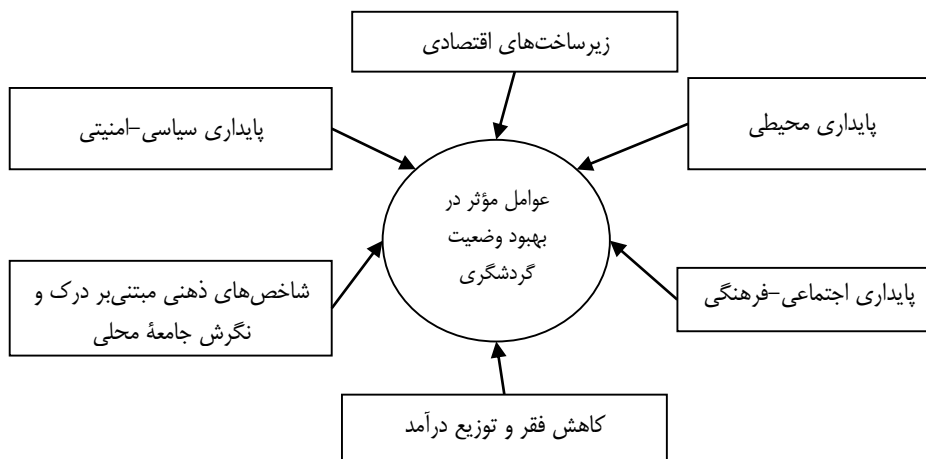 زیرساخت‌های اقتصادی
پایداری محیطی
پایداری سیاسی–امنیتی
عوامل مؤثر در
بهبود وضعیت
گردشگری
پایداری اجتماعی–فرهنگی
شاخص‌های ذهنی مبتنی‌بر درک و
نگرش جامعهٔ محلی
کاهش فقر و توزیع درآمد